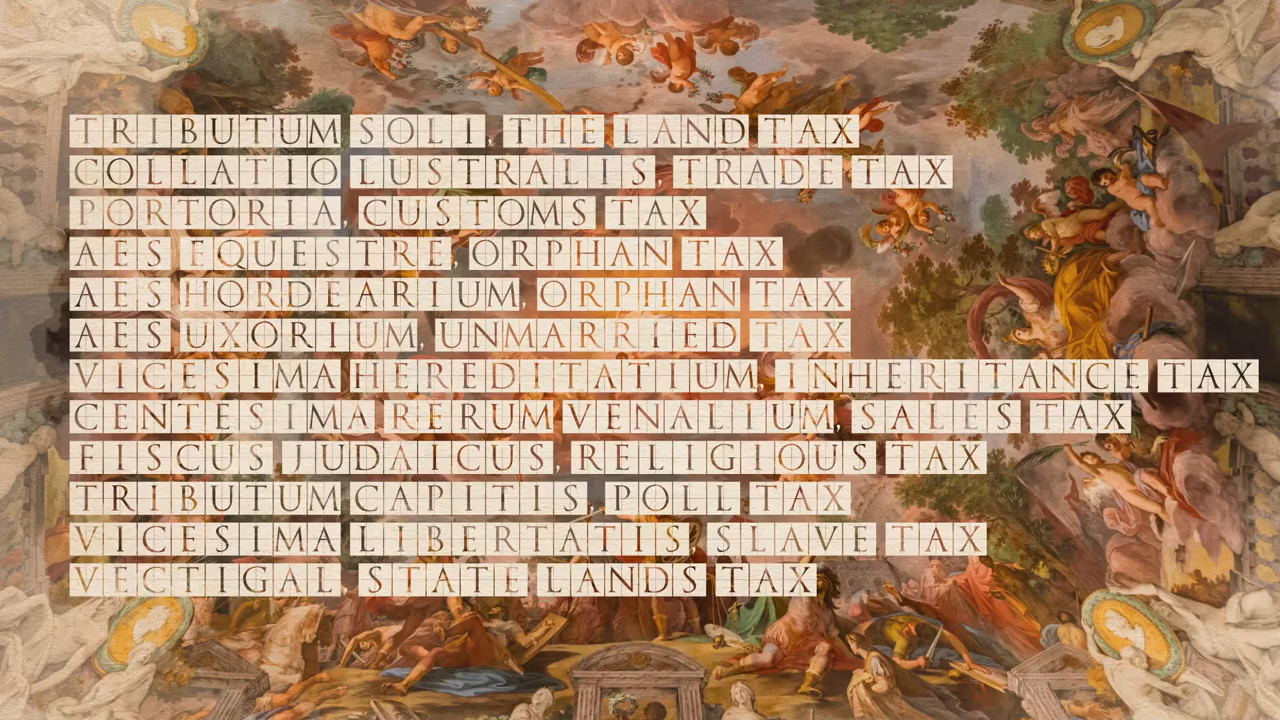 TRIBUTUM SOLI, THE LAND TAX
COLLATIO LUSTRALIS, TRADE TAX
PORTORIA, CUSTOMS TAX
AES EQUESTRE, ORPHAN TAX
AES HORDEARIUM, ORPHAN TAX
AES UXORIUM, UNMARRIED TAX
VICESIMA HEREDITATIUM, INHERITANCE TAX
CENTESIMA RERUM VENALIUM, SALES TAX
FISCUS JUDAICUS, RELIGIOUS TAX
TRIBUTUM CAPITIS, POLL TAX
VICESIMA LIBERTATIS, SLAVE TAX
VECTIGAL, STATE LANDS TAX